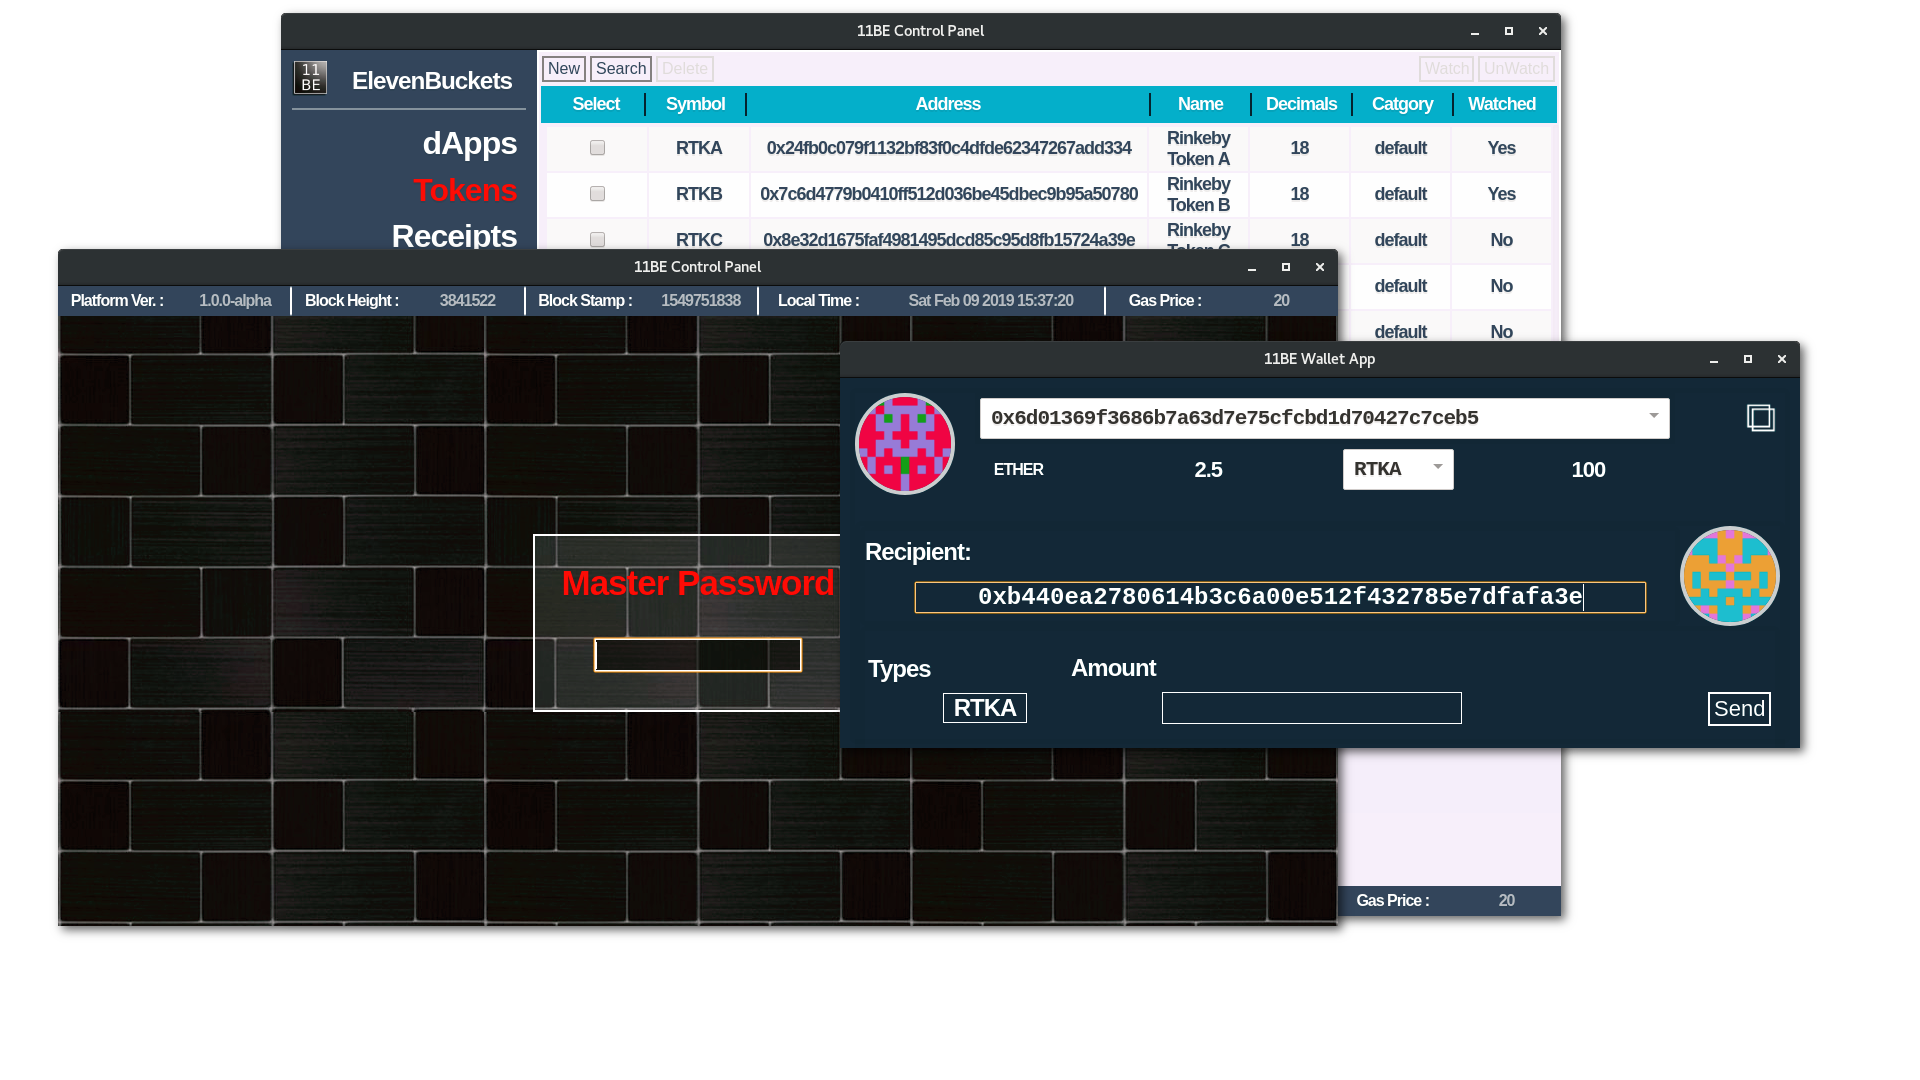 11BE Control Panel
11
BE
ElevenBuckets
dApps
Tokens
Receipts
New Search Delete Watch UnWatch
Select Symbol Address Name Decimals Catgory Watched
RTKA 0x24fb0c079f1132bf83f0c4dfde62347267add334 Rinkeby Token A 18 default Yes
RTKB 0x7c6d4779b0410ff512d036be45dbec9b95a50780 Rinkeby Token B 18 default Yes
RTKC 0x8e32d1675faf4981495dcd85c95d8fb15724a39e Rinkeby Token C 18 default No
default No
default No
Gas Price : 20
11BE Control Panel
Platform Ver. : 1.0.0-alpha Block Height : 3841522 Block Stamp : 1549751838 Local Time : Sat Feb 09 2019 15:37:20 Gas Price : 20
Master Password
11BE Wallet App
0x6d01369f3686b7a63d7e75cfcbd1d70427c7ceb5
ETHER 2.5 RTKA 100
Recipient:
0xb440ea2780614b3c6a00e512f432785e7dfafa3e
Types Amount
RTKA Send